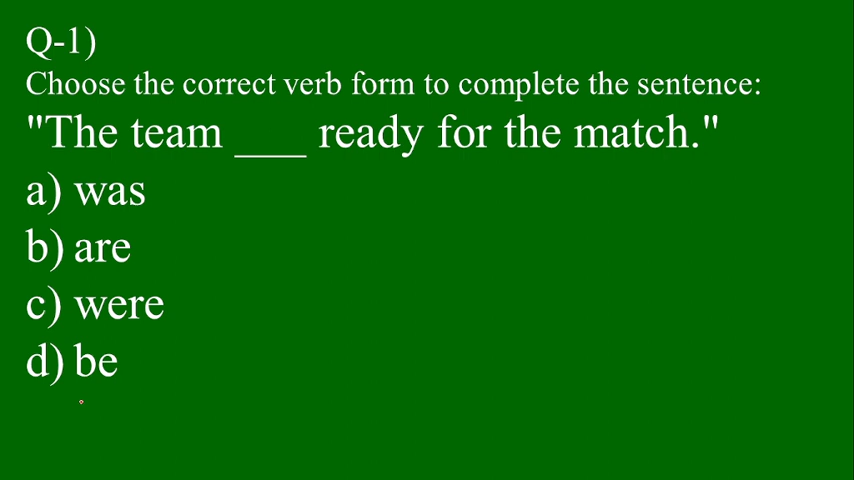 Q-1)
Choose the correct verb form to complete the sentence:
"The team ___ ready for the match."
a) was
b) are
c) were
d) be